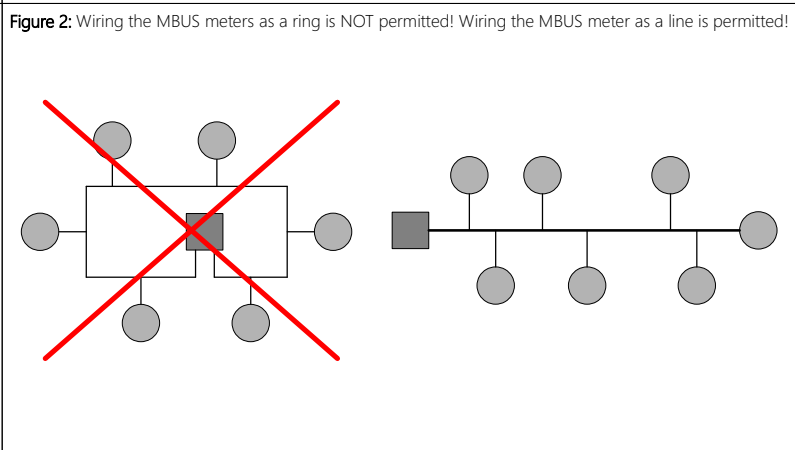 Figure 2: Wiring the MBUS meters as a ring is NOT permitted! Wiring the MBUS meter as a line is permitted!